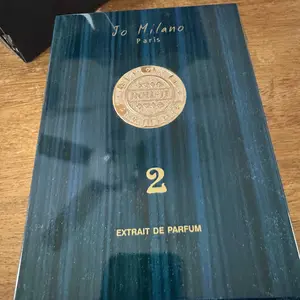 Jo Milano
Paris
2
EXTRAIT DE PARFUM